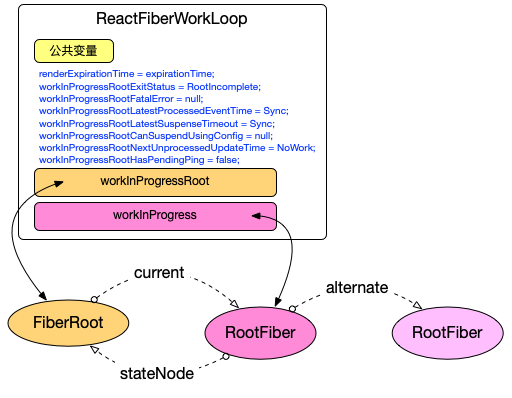 ReactFiberWorkLoop
公共变量
renderExpirationTime = expirationTime;
workInProgressRootExitStatus = RootIncomplete;
workInProgressRootFatalError = null;
workInProgressRootLatestProcessedEventTime = Sync;
workInProgressRootLatestSuspenseTimeout = Sync;
workInProgressRootCanSuspendUsingConfig = null;
workInProgressRootNextUnprocessedUpdateTime = NoWork;
workInProgressRootHasPendingPing = false;
workInProgressRoot
workInProgress
current
alternate
FiberRoot
RootFiber
RootFiber
stateNode